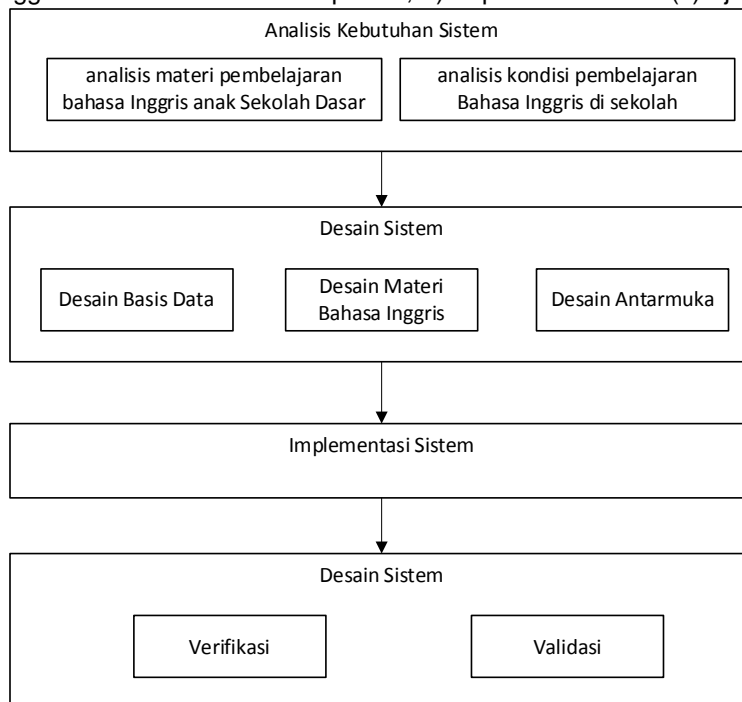 Analisis Kebutuhan Sistem
analisis materi pembelajaran
bahasa Inggris anak Sekolah Dasar
analisis kondisi pembelajaran
Bahasa Inggris di sekolah
Desain Sistem
Desain Basis Data
Desain Materi
Bahasa Inggris
Desain Antarmuka
Implementasi Sistem
Desain Sistem
Verifikasi
Validasi